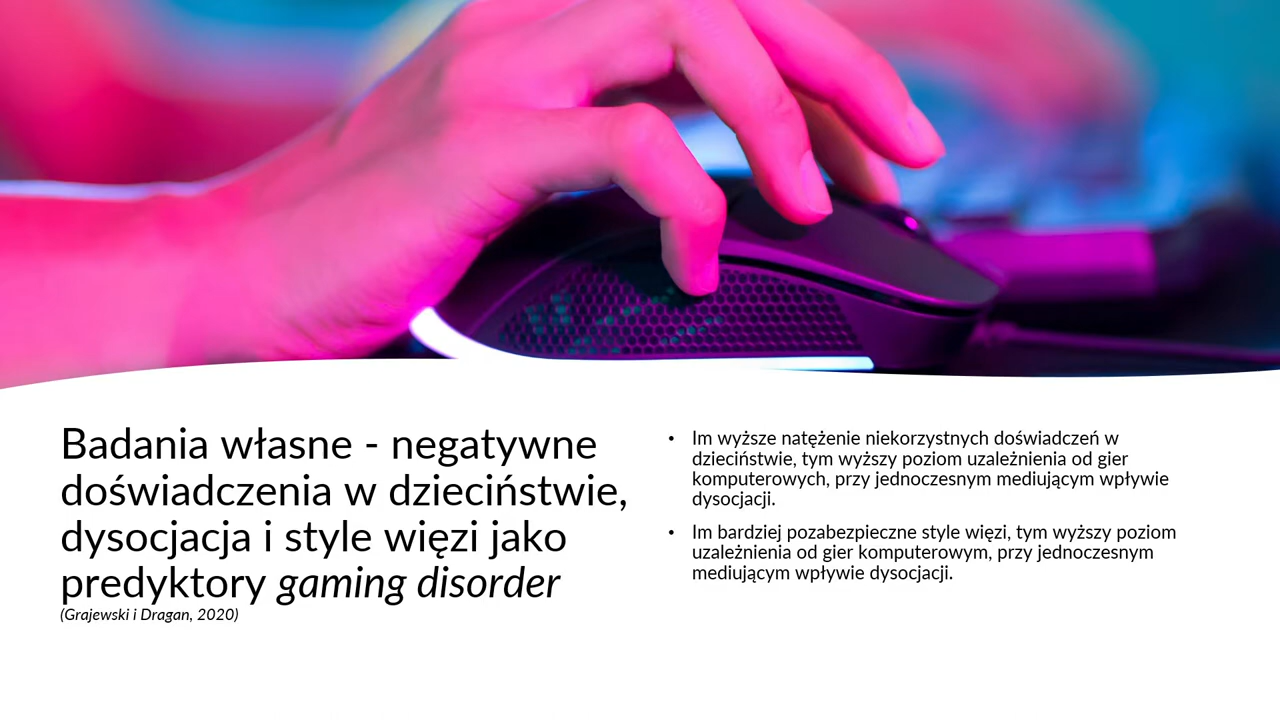 Badania własne - negatywne
doświadczenia w dzieciństwie,
dysocjacja i style więzi jako
predyktory gaming disorder
(Grajewski i Dragan, 2020)
• Im wyższe natężenie niekorzystnych doświadczeń w
dzieciństwie, tym wyższy poziom uzależnienia od gier
komputerowych, przy jednoczesnym mediującym wpływie
dysocjacji.
• Im bardziej pozabezpieczne style więzi, tym wyższy poziom
uzależnienia od gier komputerowym, przy jednoczesnym
mediującym wpływie dysocjacji.